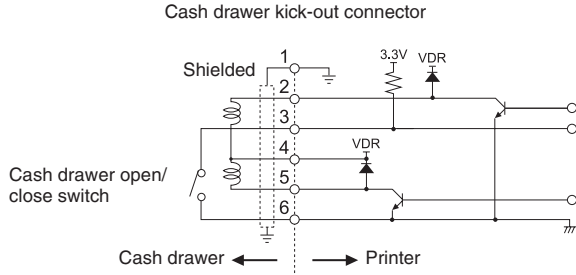 Cash drawer kick-out connector
Shielded
1
2
3
4
5
6
3.3V
VDR
VDR
Cash drawer open/
close switch
Cash drawer
Printer